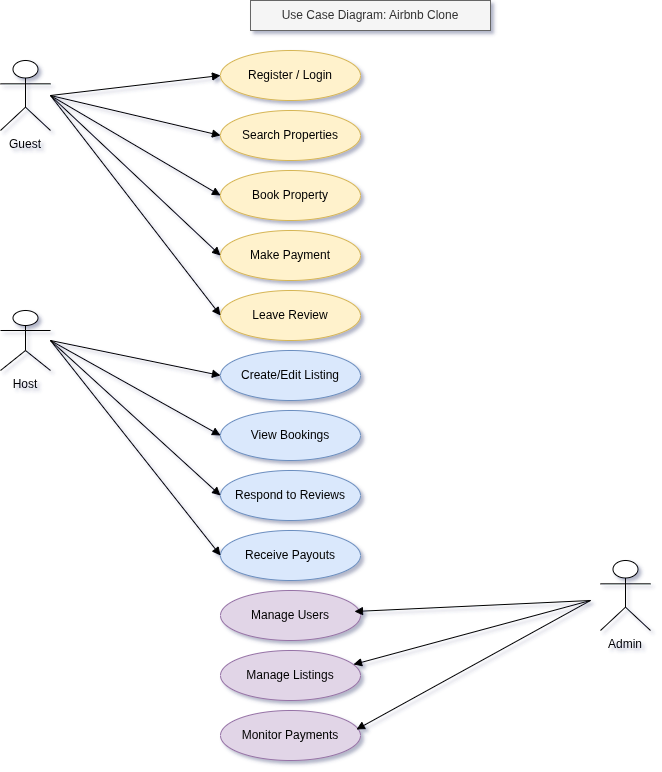 Use Case Diagram: Airbnb Clone
Register / Login
Search Properties
Guest
Book Property
Make Payment
Leave Review
Create/Edit Listing
Host
View Bookings
Respond to Reviews
Receive Payouts
Manage Users
Admin
Manage Listings
Monitor Payments